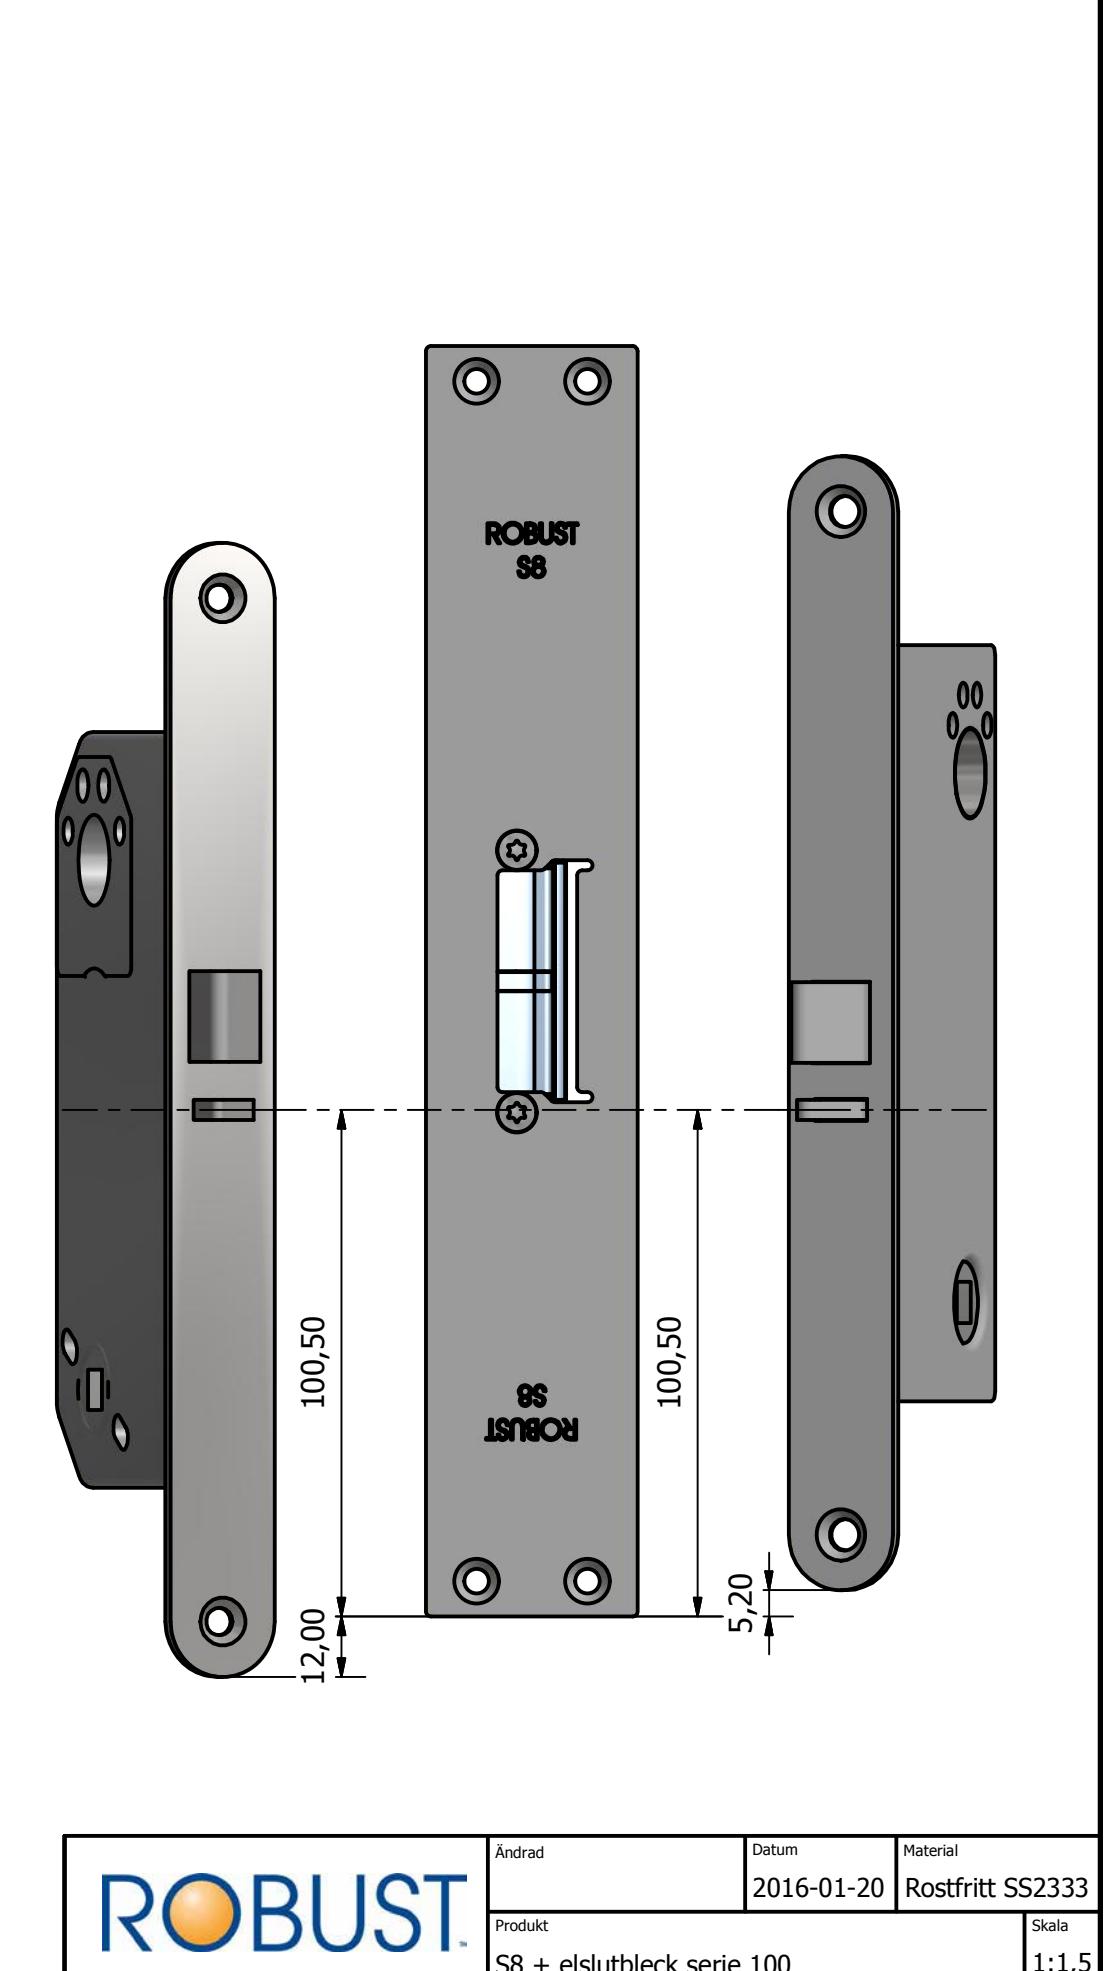 ROBUST
S8
100,50
100,50
S8
ROBUST
5,20
12,00
ROBUST
Ändrad
Datum
2016-01-20
Material
Rostfritt SS2333
Produkt
S8 + elslutbleck serie 100
Skala
1:1,5